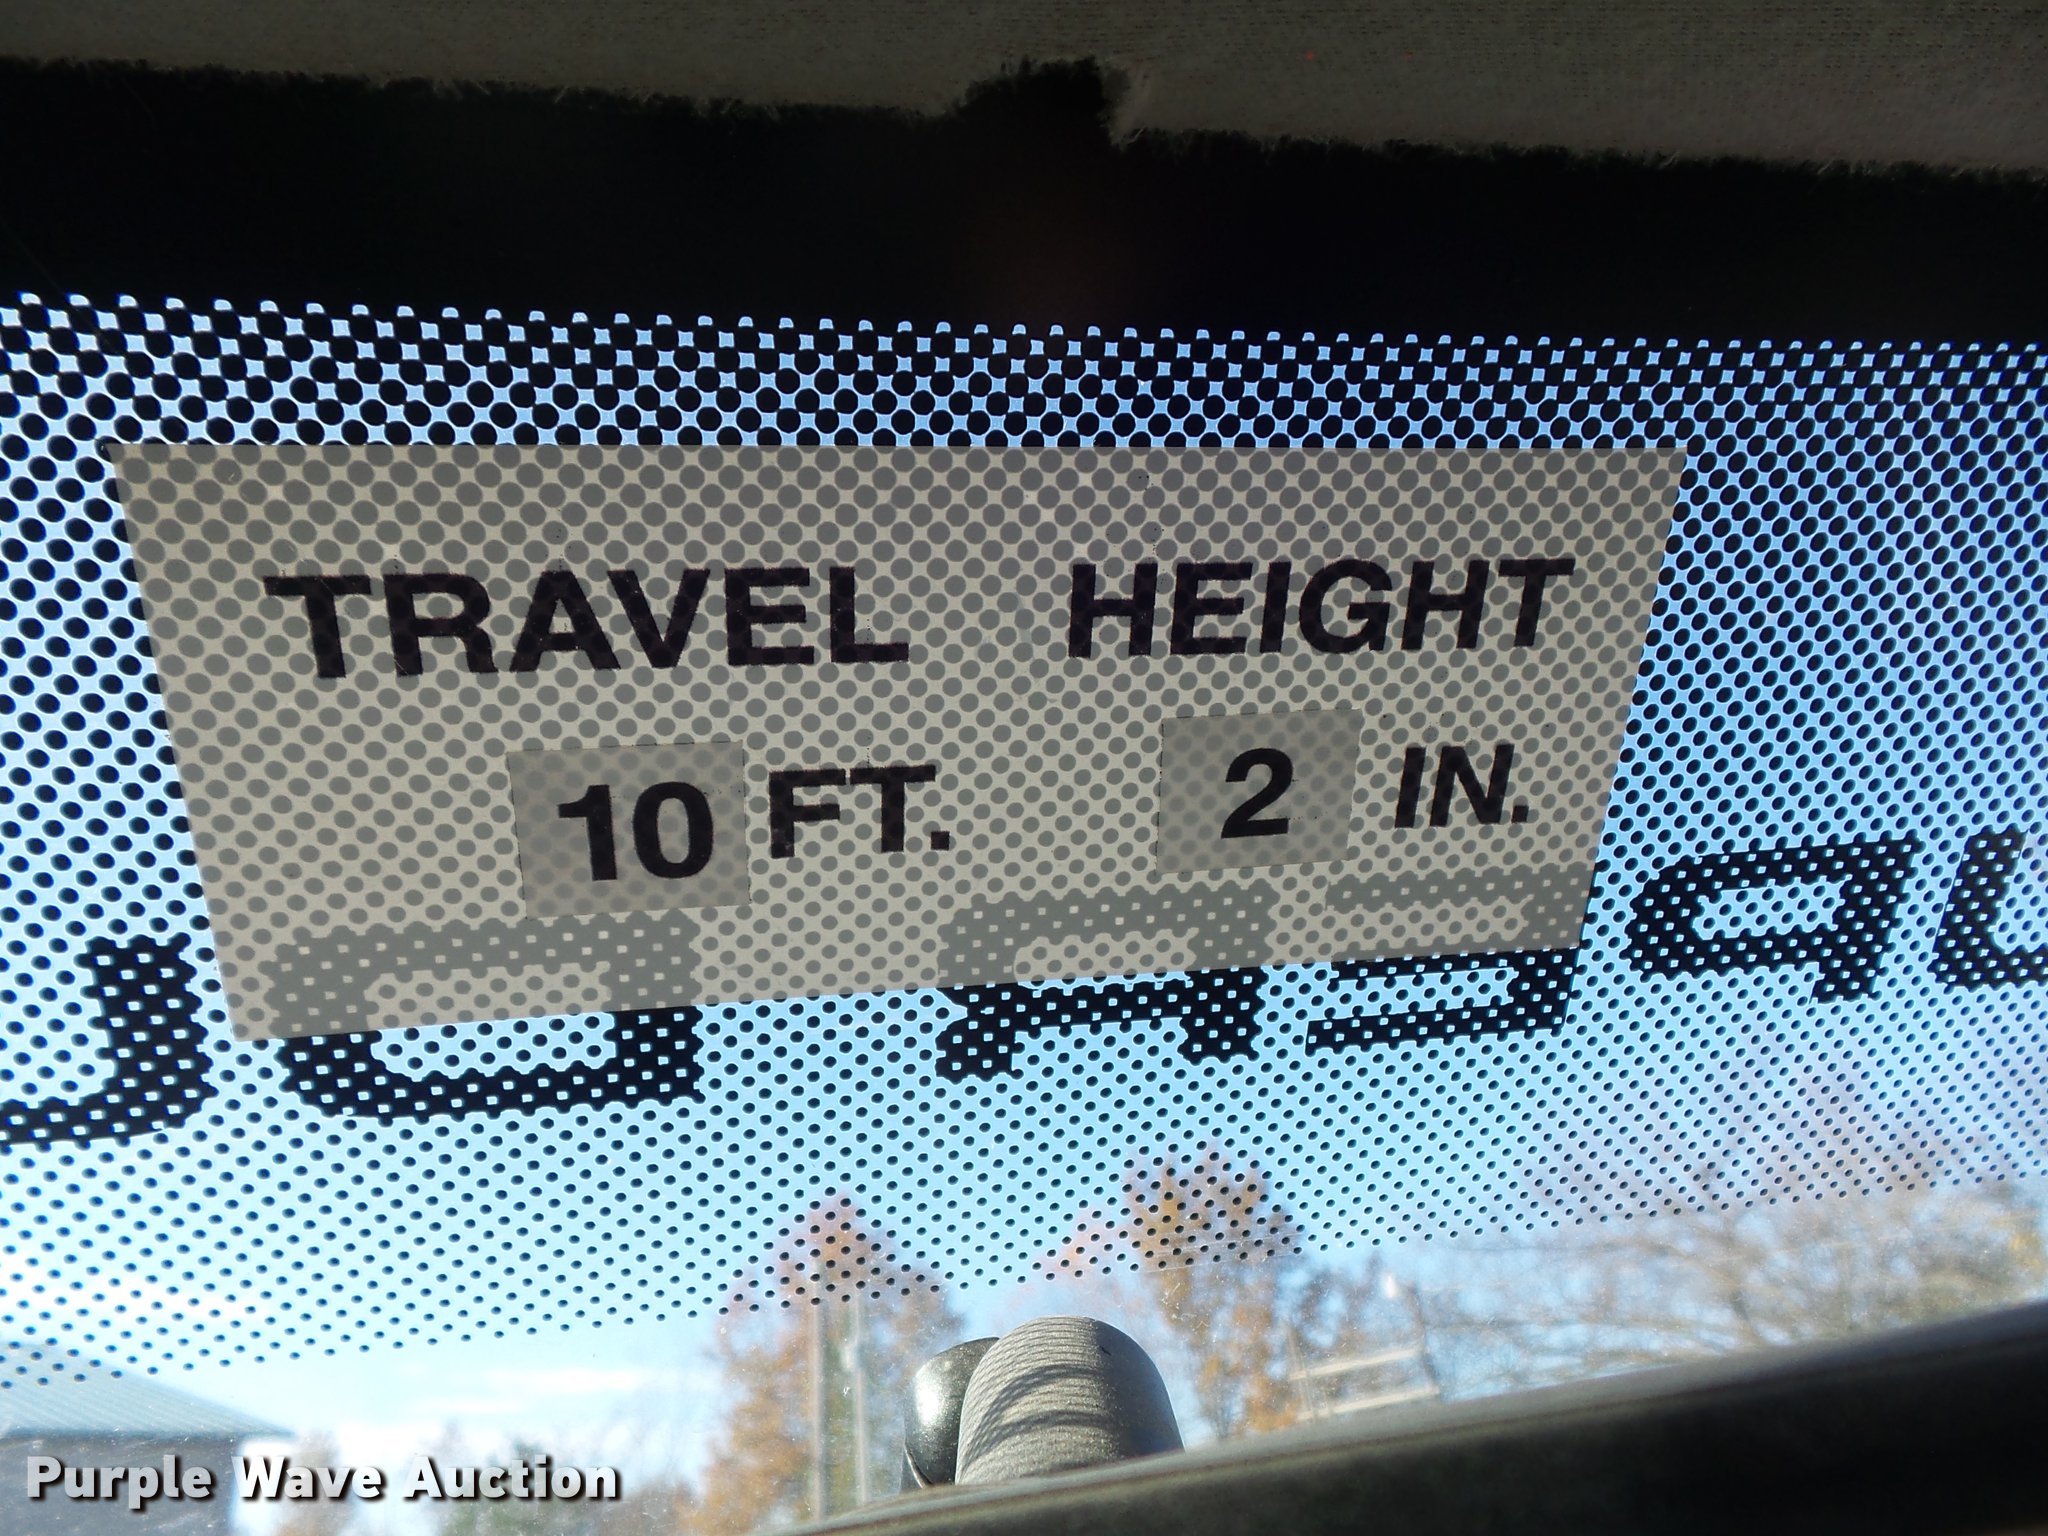 TRAVEL HEIGHT
10 FT. 2 IN.
Purple Wave Auction